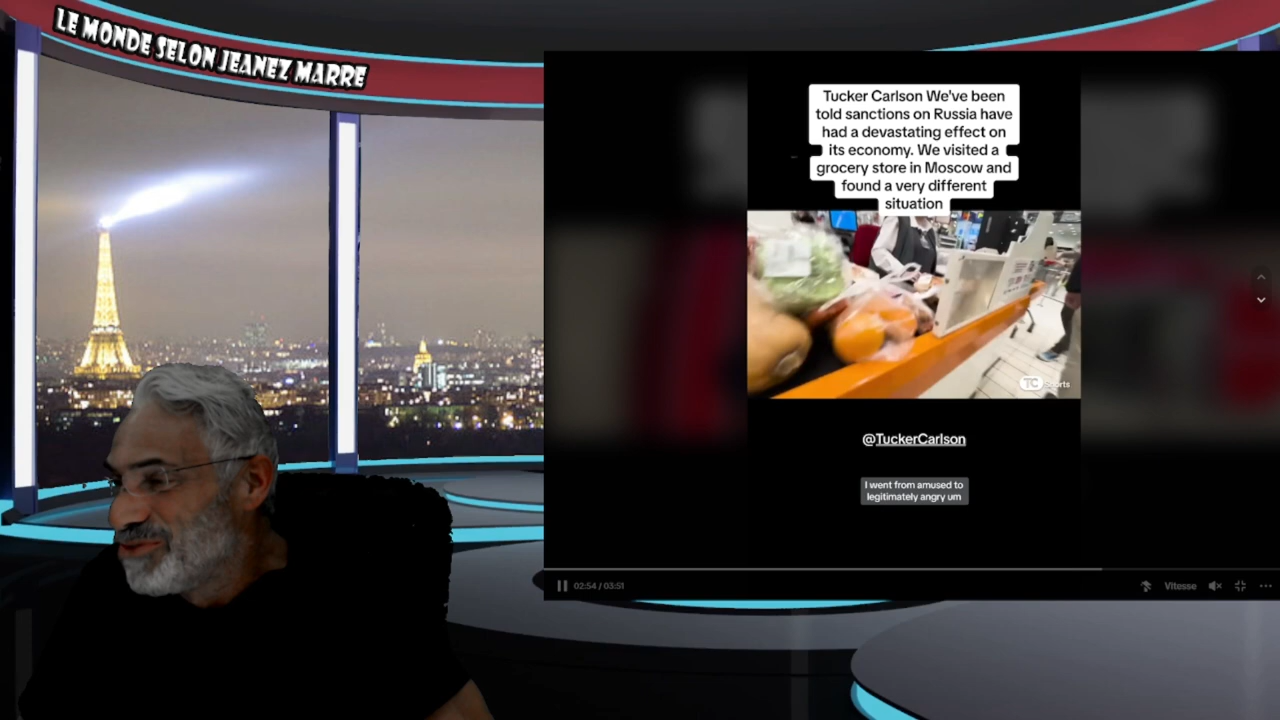 LE MONDE SELON JEANEZ MARRE
Tucker Carlson We've been
told sanctions on Russia have
had a devastating effect on
its economy. We visited a
grocery store in Moscow and
found a very different
situation
TC Shorts
@TuckerCarlson
I went from amused to
legitimately angry um
02:54 / 03:51
Vitesse